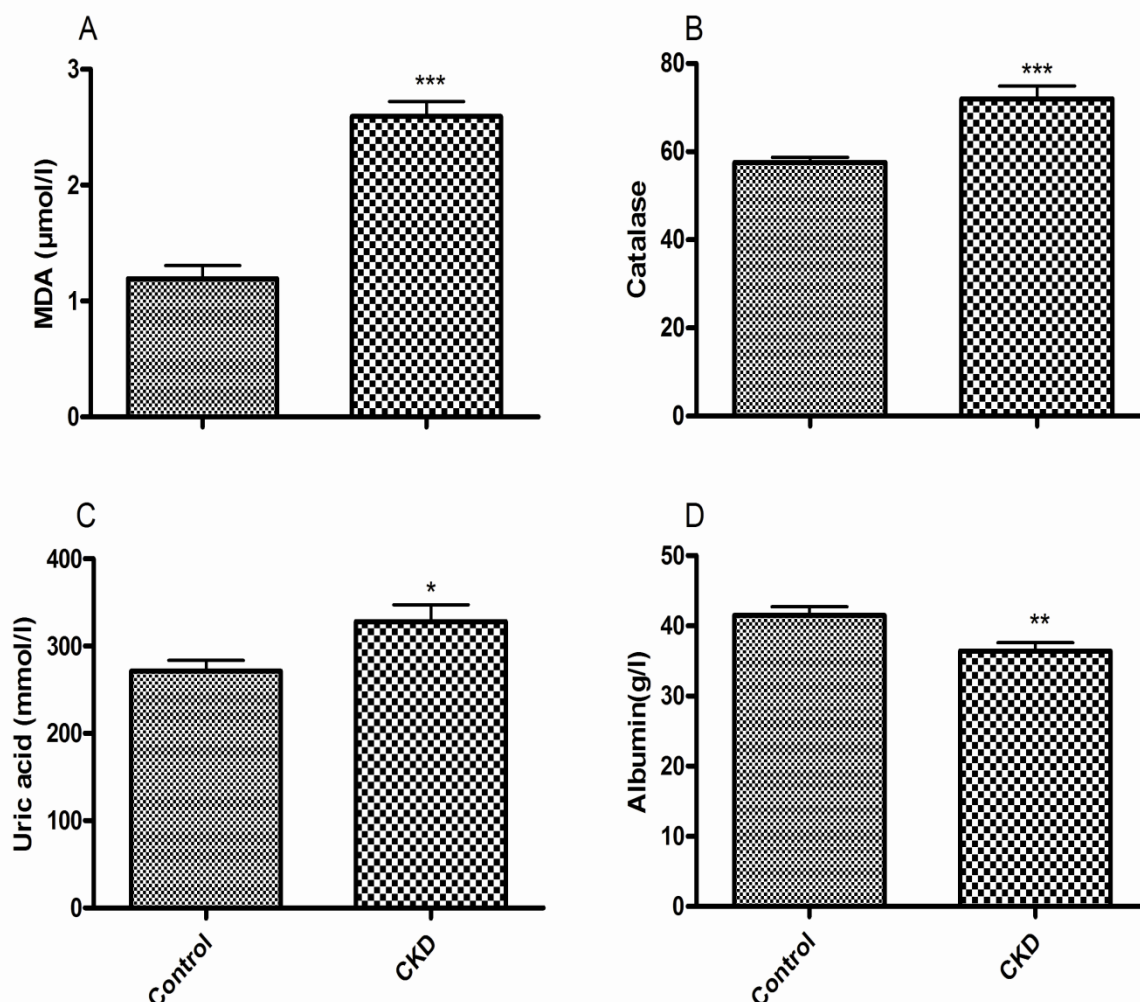 A
MDA (µmol/l)
3
2
1
0
***
B
Catalase
80
60
40
20
0
***
C
Uric acid (mmol/l)
400
300
200
100
0
*
Control
CKD
D
Albumin(g/l)
50
40
30
20
10
0
**
Control
CKD